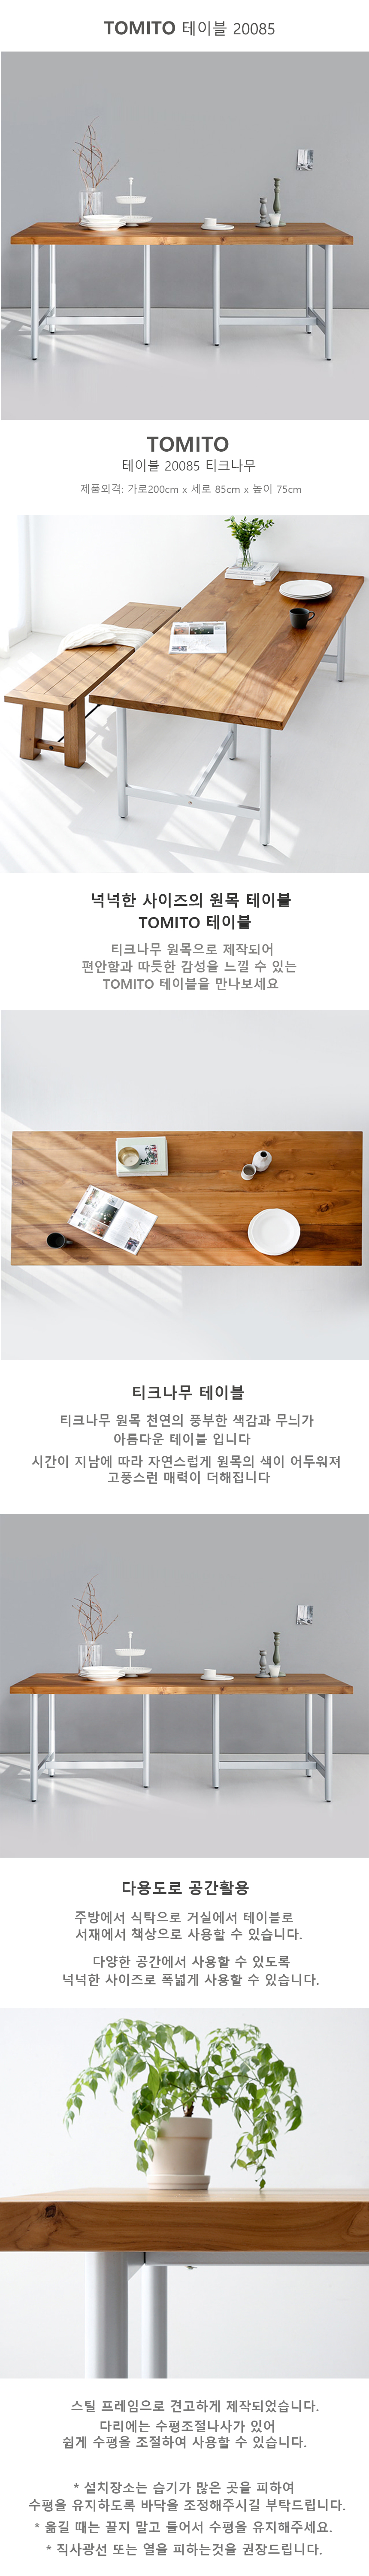 TOMITO 테이블 20085
TOMITO
테이블 20085 티크나무
제품외격: 가로200cm x 세로 85cm x 높이 75cm
넉넉한 사이즈의 원목 테이블
TOMITO 테이블
티크나무 원목으로 제작되어
편안함과 따듯한 감성을 느낄 수 있는
TOMITO 테이블을 만나보세요
티크나무 테이블
티크나무 원목 천연의 풍부한 색감과 무늬가
아름다운 테이블 입니다
시간이 지남에 따라 자연스럽게 원목의 색이 어두워져
고풍스런 매력이 더해집니다
다용도로 공간활용
주방에서 식탁으로 거실에서 테이블로
서재에서 책상으로 사용할 수 있습니다.
다양한 공간에서 사용할 수 있도록
넉넉한 사이즈로 폭넓게 사용할 수 있습니다.
스틸 프레임으로 견고하게 제작되었습니다.
다리에는 수평조절나사가 있어
쉽게 수평을 조절하여 사용할 수 있습니다.
* 설치장소는 습기가 많은 곳을 피하여
수평을 유지하도록 바닥을 조정해주시길 부탁드립니다.
* 옮길 때는 끌지 말고 들어서 수평을 유지해주세요.
* 직사광선 또는 열을 피하는것을 권장드립니다.